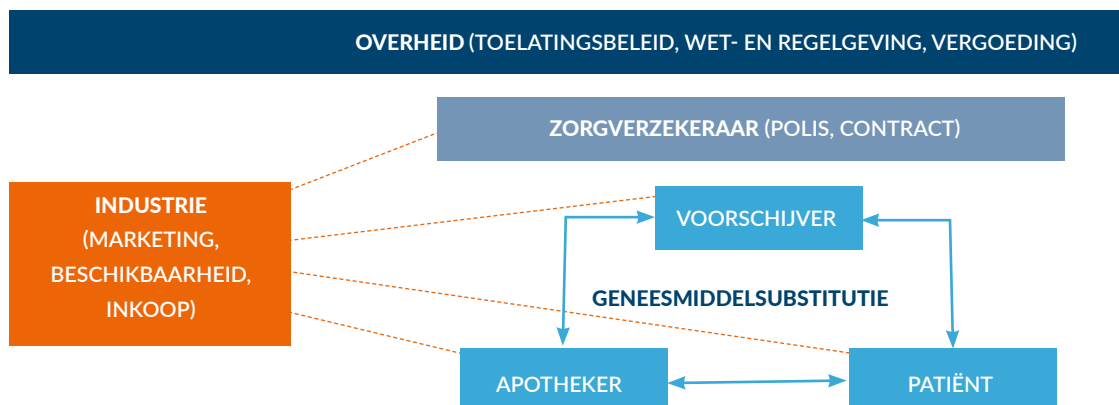 OVERHEID (TOELATINGSBELEID, WET- EN REGELGEVING, VERGOEDING)
ZORGVERZEKERAAR (POLIS, CONTRACT)
INDUSTRIE
(MARKETING,
BESCHIKBAARHEID,
INKOOP)
VOORSCHIJVER
GENEESMIDDELSUBSTITUTIE
APOTHEKER
PATIËNT